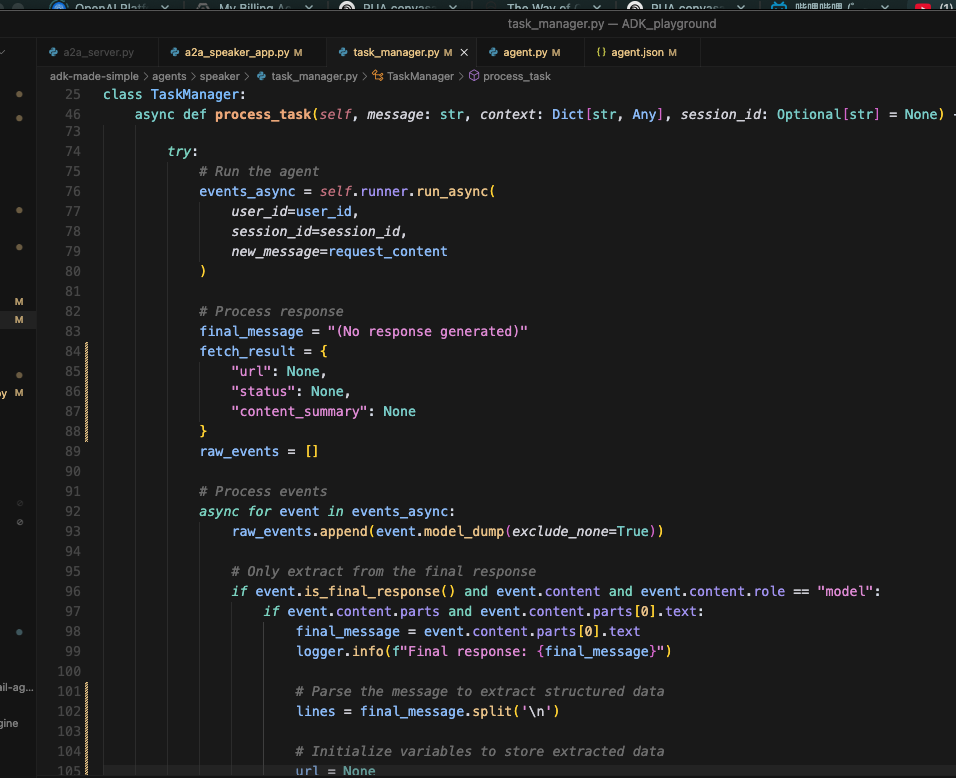 OpenAI Platf
My Billing Ac
PUA convas
The Way of C
PUA convas
哔哩哔哩 (
(1)
task_manager.py — ADK_playground
a2a_server.py
a2a_speaker_app.py M
task_manager.py M
agent.py M
{} agent.json M
adk-made-simple > agents > speaker > task_manager.py > TaskManager > process_task
25 class TaskManager:
46 async def process_task(self, message: str, context: Dict[str, Any], session_id: Optional[str] = None) -
73
74 try:
75 # Run the agent
76 events_async = self.runner.run_async(
77 user_id=user_id,
78 session_id=session_id,
79 new_message=request_content
80 )
81
82 # Process response
83 final_message = "(No response generated)"
84 fetch_result = {
85 "url": None,
86 "status": None,
87 "content_summary": None
88 }
89 raw_events = []
90
91 # Process events
92 async for event in events_async:
93 raw_events.append(event.model_dump(exclude_none=True))
94
95 # Only extract from the final response
96 if event.is_final_response() and event.content and event.content.role == "model":
97 if event.content.parts and event.content.parts[0].text:
98 final_message = event.content.parts[0].text
99 logger.info(f"Final response: {final_message}")
100
101 # Parse the message to extract structured data
102 lines = final_message.split('\n')
103
104 # Initialize variables to store extracted data
105 url = None
M
M
py M
ail-ag...
gine